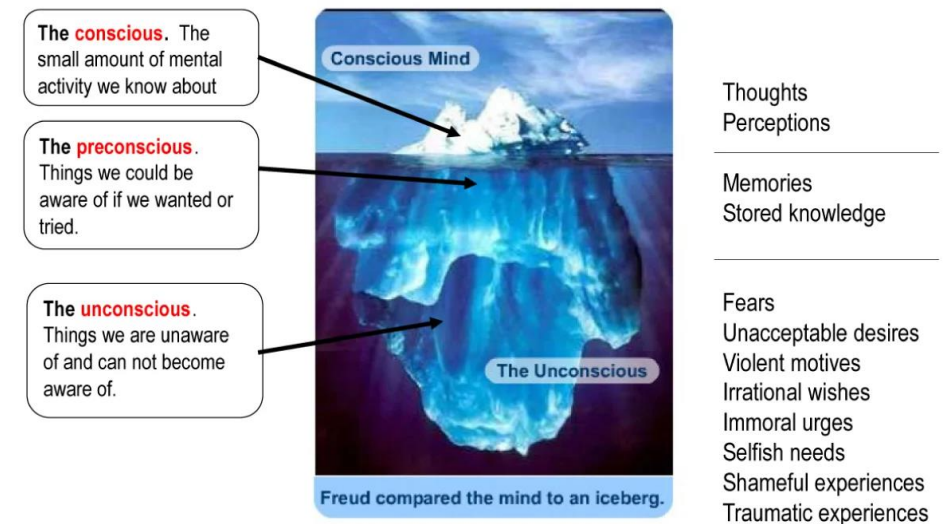 The conscious. The
small amount of mental
activity we know about
The preconscious.
Things we could be
aware of if we wanted or
tried.
The unconscious.
Things we are unaware
of and can not become
aware of.
Conscious Mind
The Unconscious
Freud compared the mind to an iceberg.
Thoughts
Perceptions
Memories
Stored knowledge
Fears
Unacceptable desires
Violent motives
Irrational wishes
Immoral urges
Selfish needs
Shameful experiences
Traumatic experiences